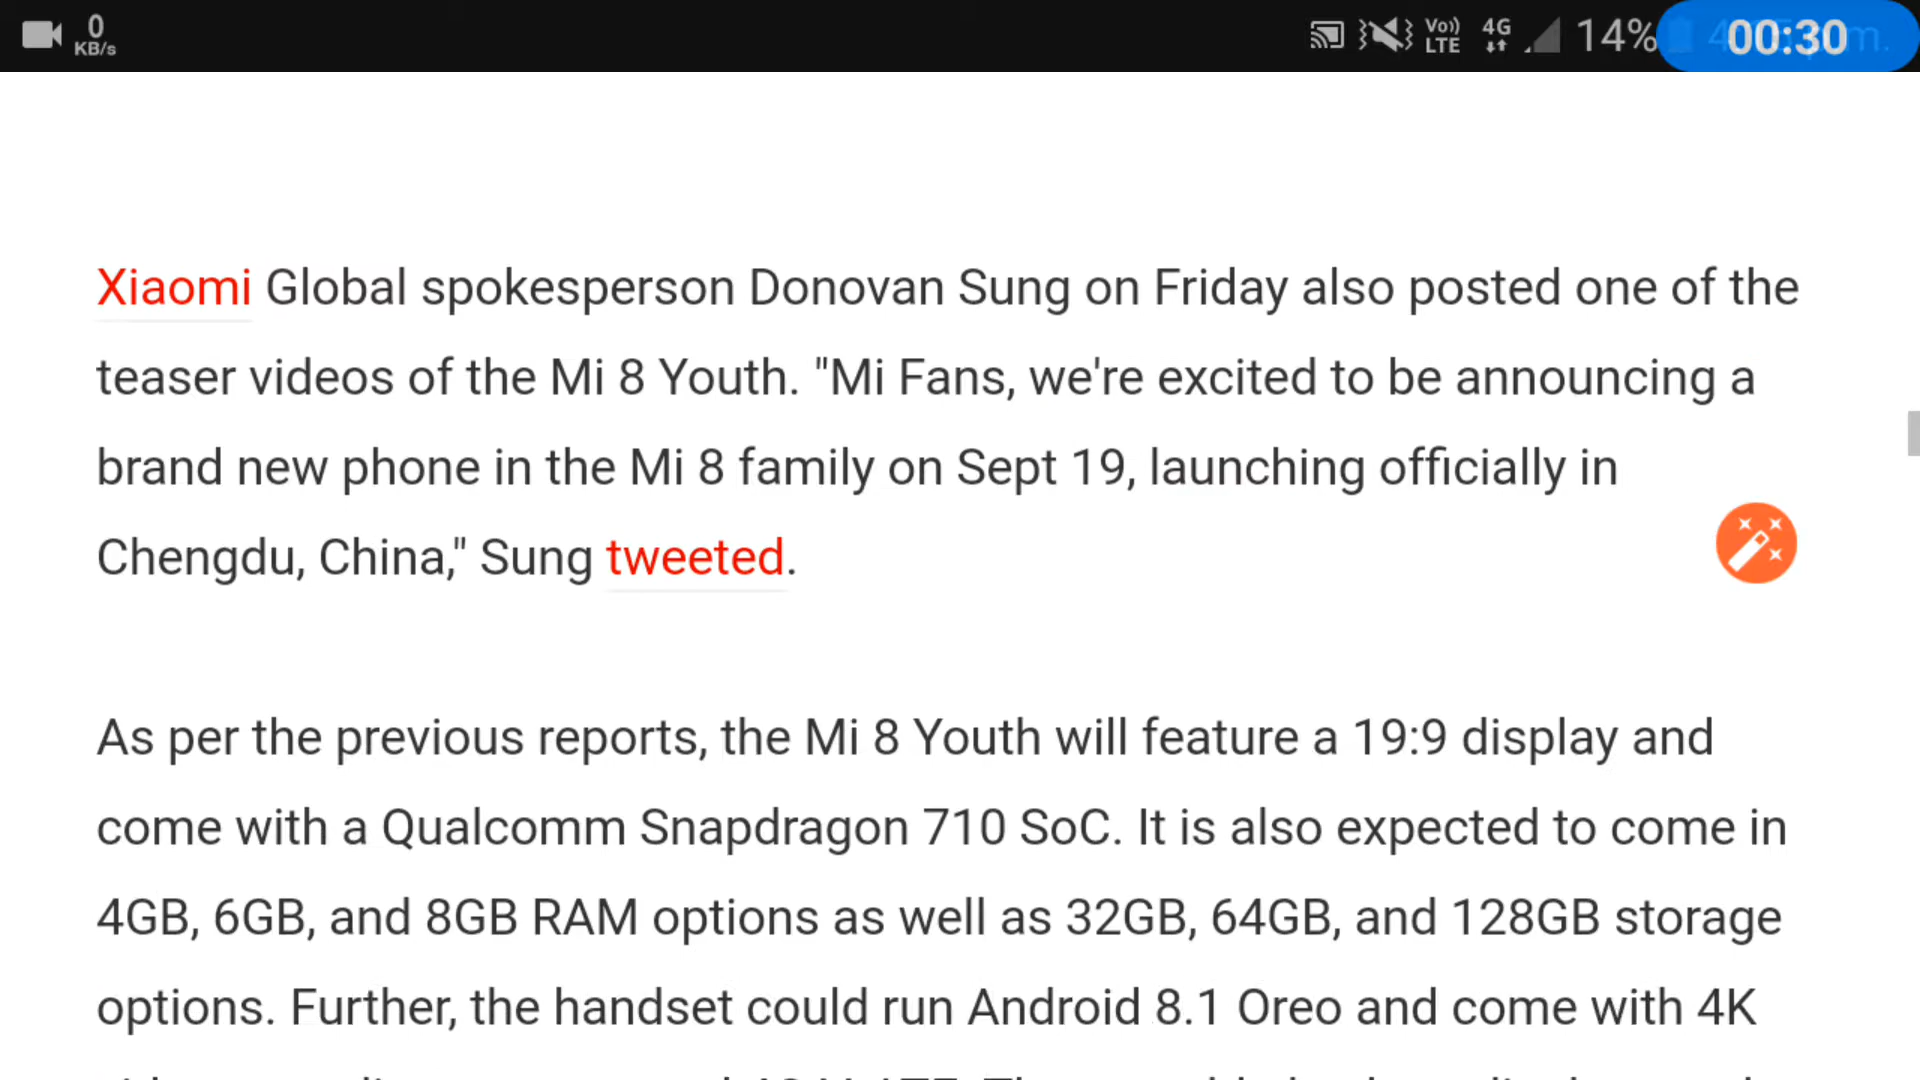 0
KB/s
Vo))
LTE
4G
14%
00:30
Xiaomi Global spokesperson Donovan Sung on Friday also posted one of the
teaser videos of the Mi 8 Youth. "Mi Fans, we're excited to be announcing a
brand new phone in the Mi 8 family on Sept 19, launching officially in
Chengdu, China," Sung tweeted.
As per the previous reports, the Mi 8 Youth will feature a 19:9 display and
come with a Qualcomm Snapdragon 710 SoC. It is also expected to come in
4GB, 6GB, and 8GB RAM options as well as 32GB, 64GB, and 128GB storage
options. Further, the handset could run Android 8.1 Oreo and come with 4K